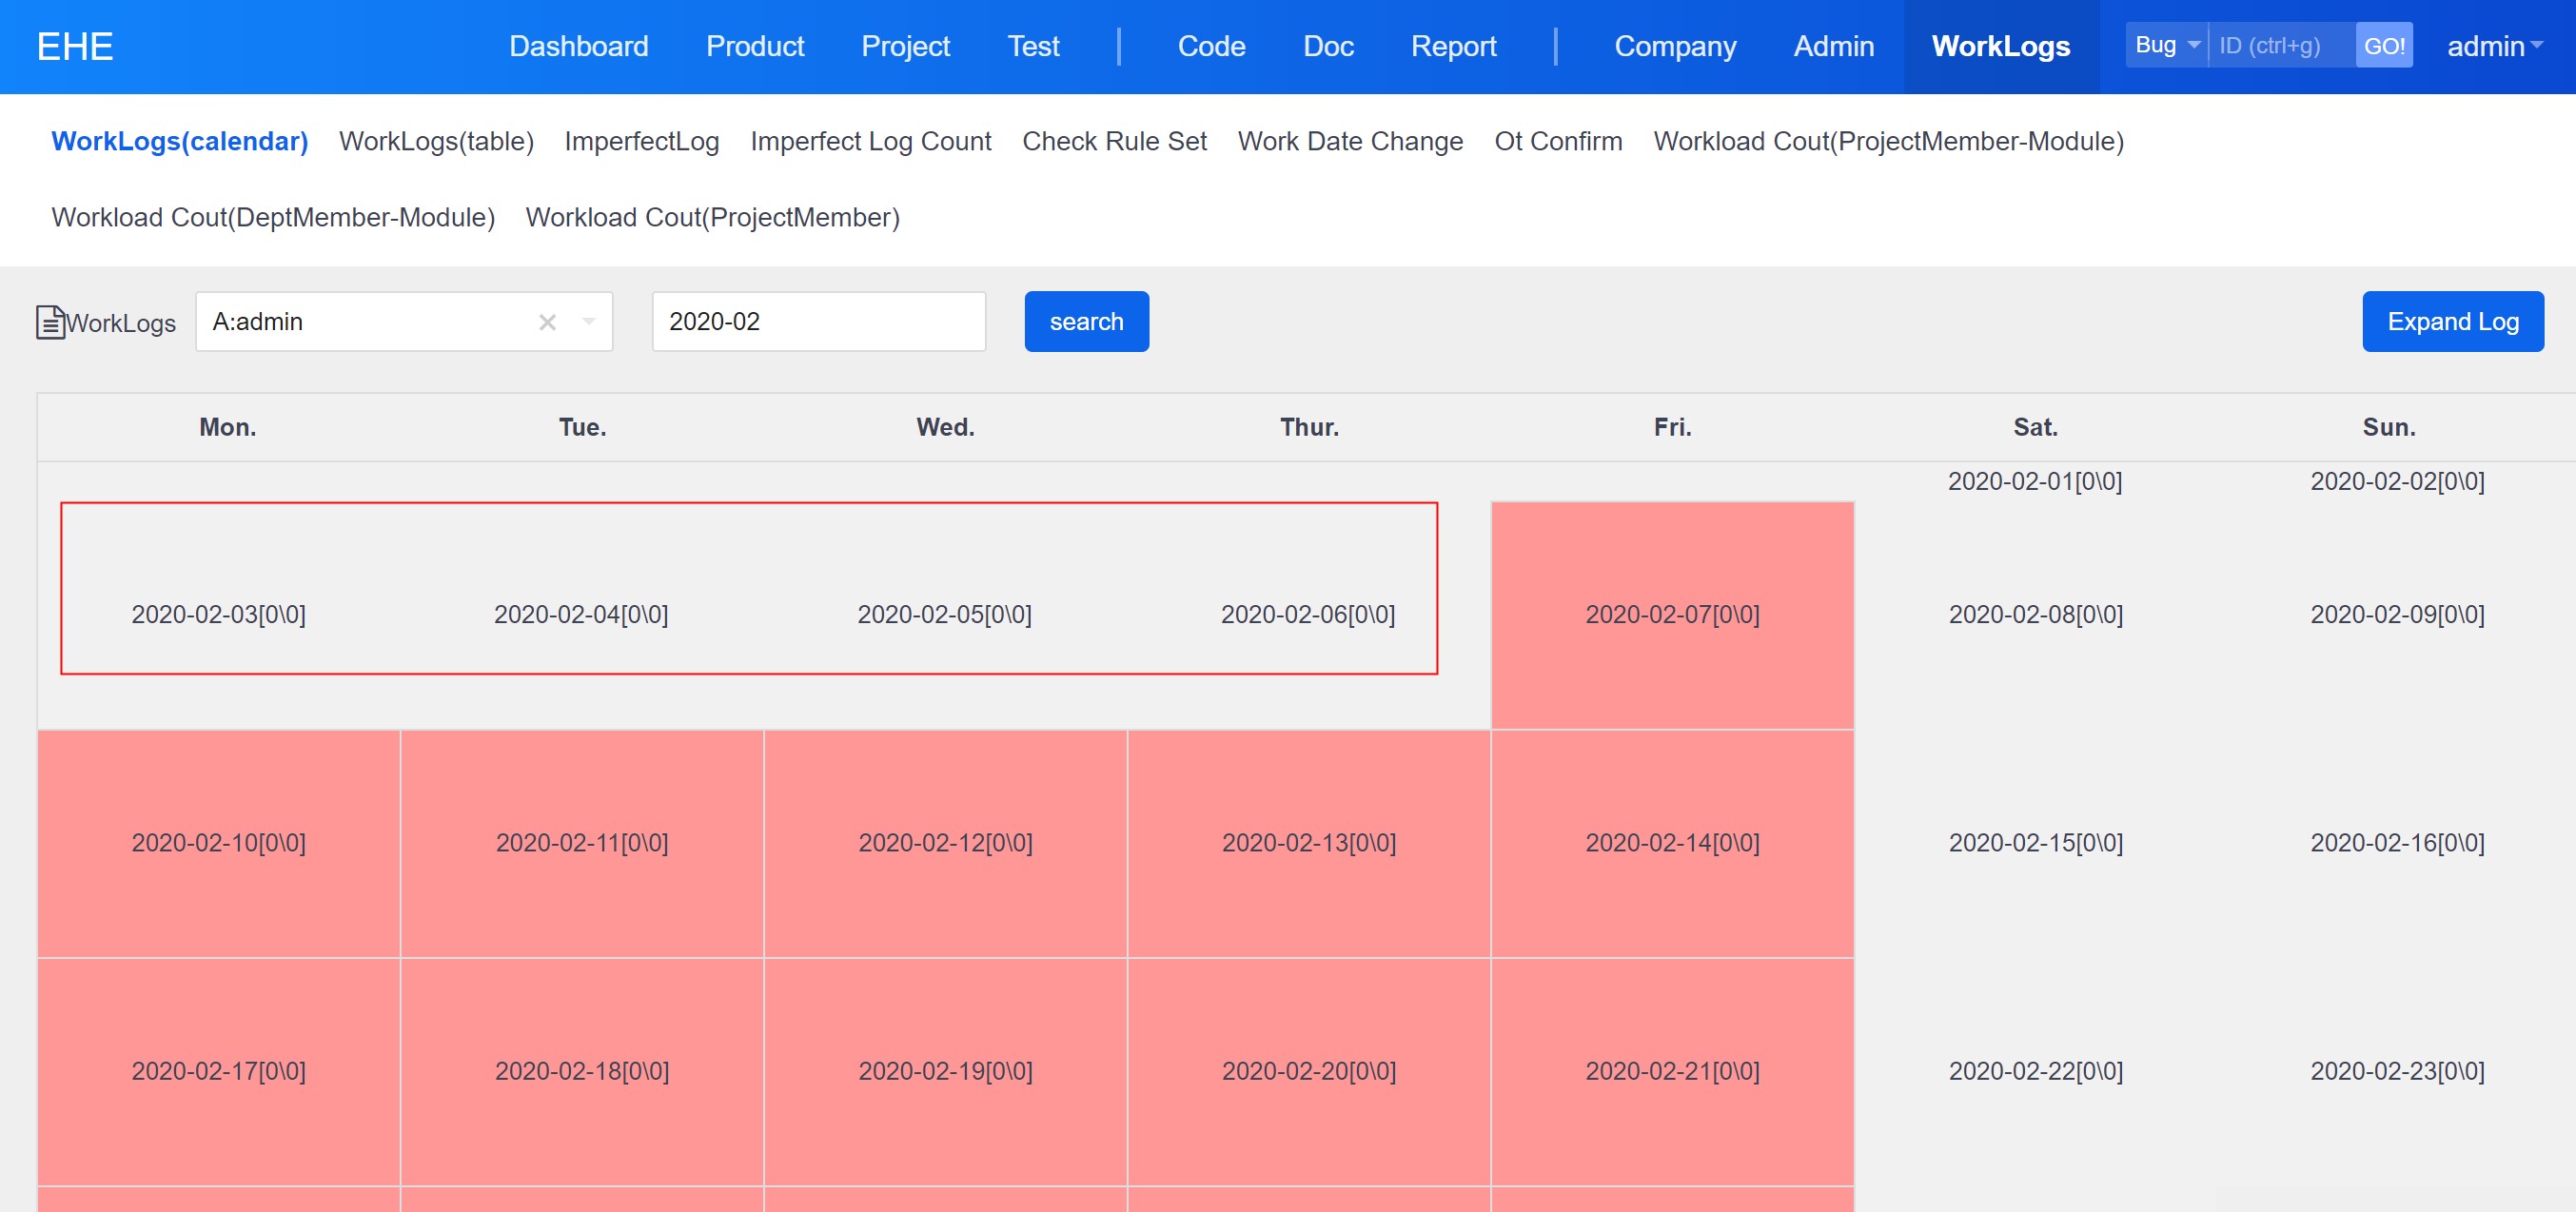 EHE Dashboard Product Project Test | Code Doc Report | Company Admin WorkLogs Bug ID (ctrl+g) GO! admin
WorkLogs(calendar) WorkLogs(table) ImperfectLog Imperfect Log Count Check Rule Set Work Date Change Ot Confirm Workload Cout(ProjectMember-Module)
Workload Cout(DeptMember-Module) Workload Cout(ProjectMember)
WorkLogs A:admin 2020-02 search Expand Log
Mon. Tue. Wed. Thur. Fri. Sat. Sun.
2020-02-01[0\0] 2020-02-02[0\0]
2020-02-03[0\0] 2020-02-04[0\0] 2020-02-05[0\0] 2020-02-06[0\0] 2020-02-07[0\0] 2020-02-08[0\0] 2020-02-09[0\0]
2020-02-10[0\0] 2020-02-11[0\0] 2020-02-12[0\0] 2020-02-13[0\0] 2020-02-14[0\0] 2020-02-15[0\0] 2020-02-16[0\0]
2020-02-17[0\0] 2020-02-18[0\0] 2020-02-19[0\0] 2020-02-20[0\0] 2020-02-21[0\0] 2020-02-22[0\0] 2020-02-23[0\0]